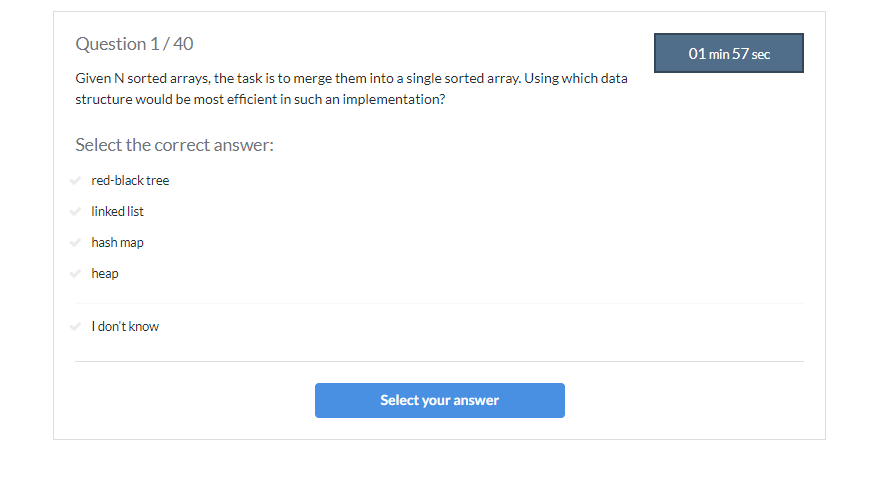 Question 1 / 40
01 min 57 sec
Given N sorted arrays, the task is to merge them into a single sorted array. Using which data
structure would be most efficient in such an implementation?
Select the correct answer:
red-black tree
linked list
hash map
heap
I don't know
Select your answer